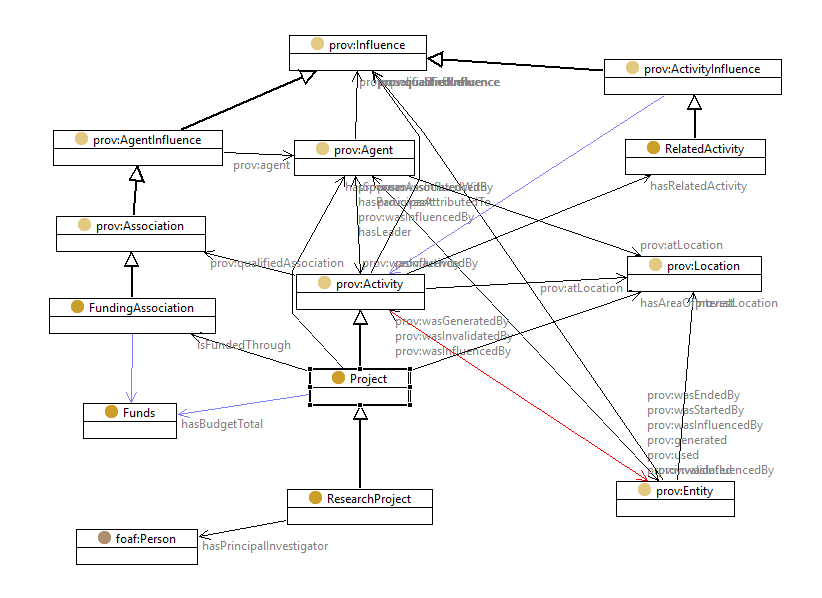 prov:Influence
prov:ActivityInfluence
prov:qualifiedInfluence
prov:AgentInfluence
prov:Agent
RelatedActivity
prov:agent
hasRelatedActivity
prov:wasInfluencedBy
hasLeader
prov:Association
prov:atLocation
prov:qualifiedAssociation
prov:Location
prov:Activity
prov:atLocation
FundingAssociation
prov:wasGeneratedBy
prov:wasInvalidatedBy
prov:wasInfluencedBy
isFundedThrough
Project
Funds
hasBudgetTotal
prov:wasEndedBy
prov:wasStartedBy
prov:wasInfluencedBy
prov:generated
prov:used
prov:Entity
ResearchProject
foaf:Person
hasPrincipalInvestigator